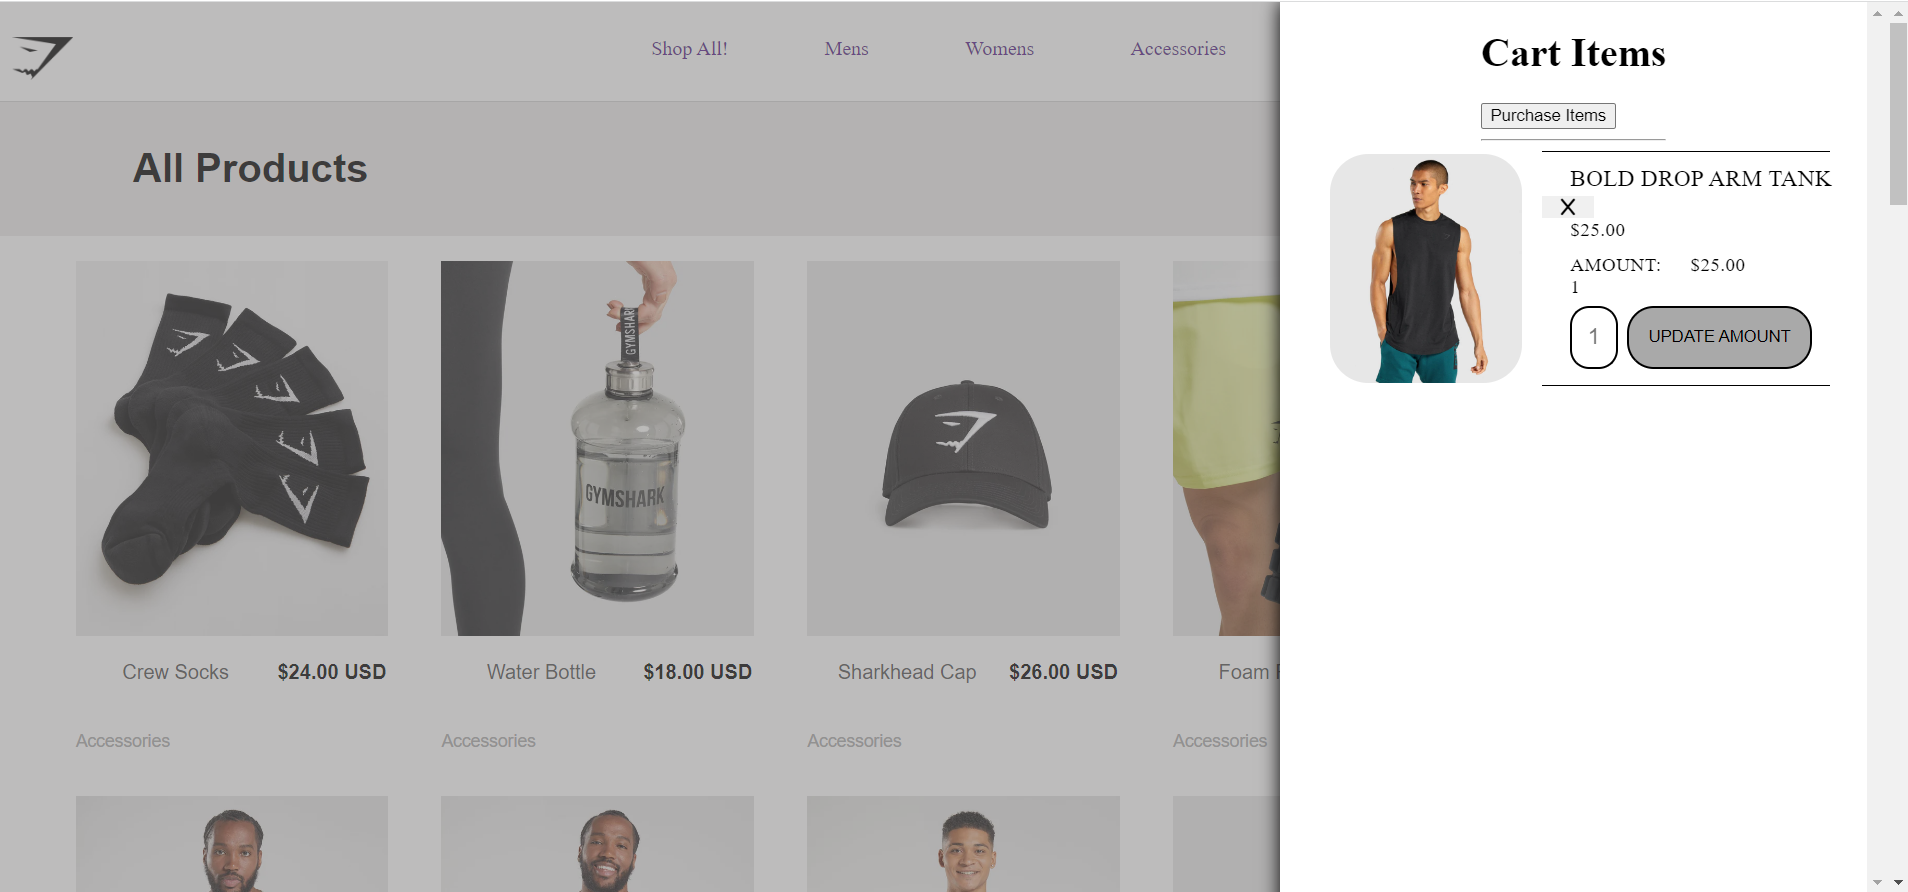 Shop All! Mens Womens Accessories
All Products
GYMSHARK
GYMSHARK
Crew Socks $24.00 USD
Water Bottle $18.00 USD
Sharkhead Cap $26.00 USD
Foam
Accessories
Accessories
Accessories
Accessories
Cart Items
Purchase Items
BOLD DROP ARM TANK
X
$25.00
AMOUNT: $25.00
1
1 UPDATE AMOUNT